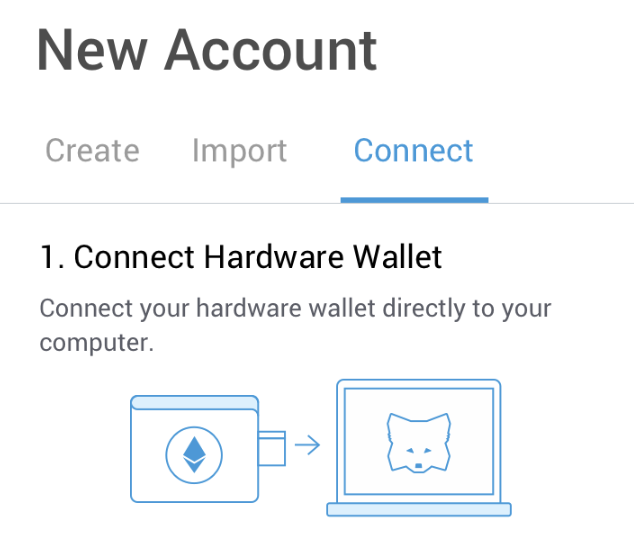 New Account
Create Import Connect
1. Connect Hardware Wallet
Connect your hardware wallet directly to your
computer.